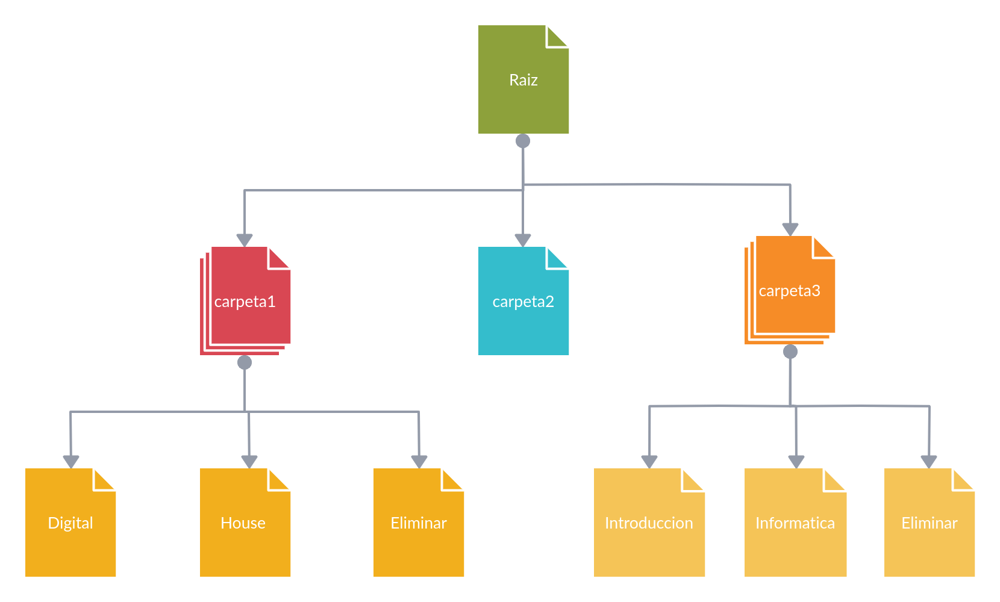 Raiz
carpeta1
carpeta2
carpeta3
Digital
House
Eliminar
Introduccion
Informatica
Eliminar